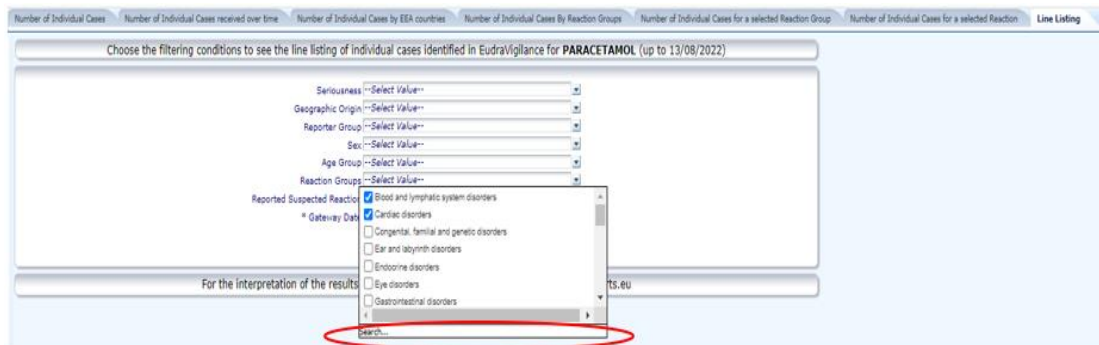 Number of Individual Cases Number of Individual Cases received over time Number of Individual Cases by EEA countries Number of Individual Cases By Reaction Groups Number of Individual Cases for a selected Reaction Group Number of Individual Cases for a selected Reaction Line Listing
Choose the filtering conditions to see the line listing of individual cases identified in EudraVigilance for PARACETAMOL (up to 13/08/2022)
Seriousness --Select Value--
Geographic Origin --Select Value--
Reporter Group --Select Value--
Sex --Select Value--
Age Group --Select Value--
Reaction Groups --Select Value--
Reported Suspected Reaction
* Gateway Date
Blood and lymphatic system disorders
Cardiac disorders
Congenital, familial and genetic disorders
Ear and labyrinth disorders
Endocrine disorders
Eye disorders
Gastrointestinal disorders
Search...
For the interpretation of the results rts.eu